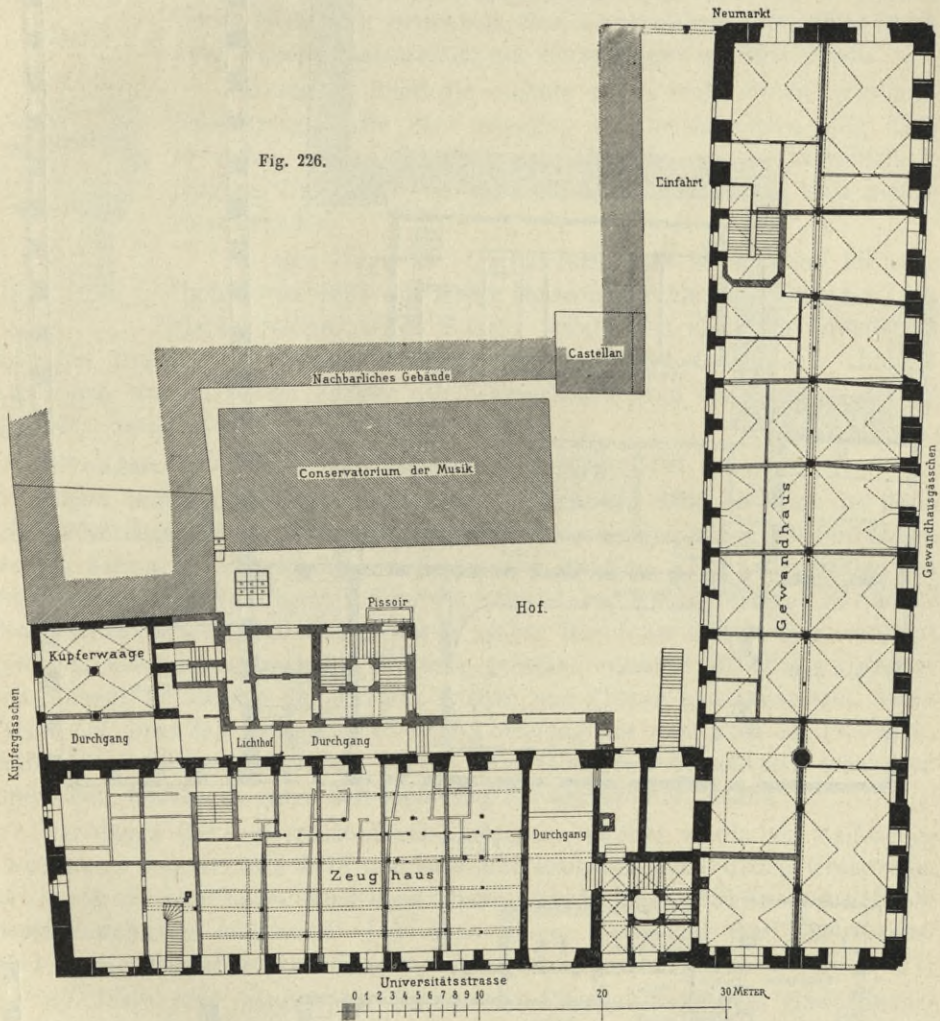 Neumarkt
Fig. 226.
Einfahrt
Castellan
Nachbarliches Gebäude
Conservatorium der Musik
Gewandhaus
Gewandhausgässchen
Pissoir
Hof.
Kupferwaage
Kupfergässchen
Durchgang
Lichthof
Durchgang
Durchgang
Zeughaus
Universitätsstrasse
0 1 2 3 4 5 6 7 8 9 10 20 30 METER